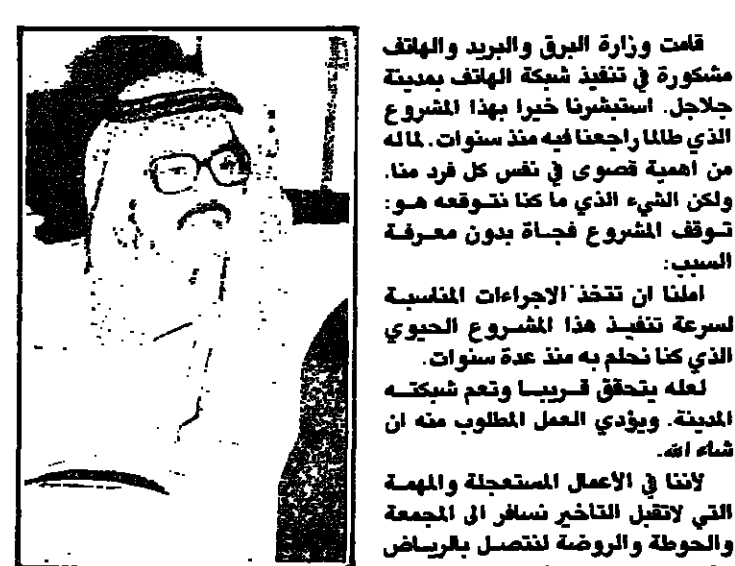 قامت وزارة البرق والبريد والهاتف
مشكورة في تنفيذ شبكة الهاتف بمدينة
جلاجل. استبشرنا خيرا بهذا المشروع
الذي طالما راجعنا فيه منذ سنوات. لماله
من اهمية قصوى في نفس كل فرد منا.
ولكن الشيء الذي ما كنا نتوقعه هو:
توقف المشروع فجاة بدون معرفة
السبب:
املنا ان تتخذ الاجراءات المناسبة
لسرعة تنفيذ هذا المشروع الحيوي
الذي كنا نحلم به منذ عدة سنوات.
لعله يتحقق قريبا وتعم شبكته
المدينة. ويؤدي العمل المطلوب منه ان
شاء الله.
لأننا في الأعمال المستعجلة والمهمة
التي لاتقبل التأخير نسافر الى المجمعة
والحوطة والروضة لنتصل بالرياض